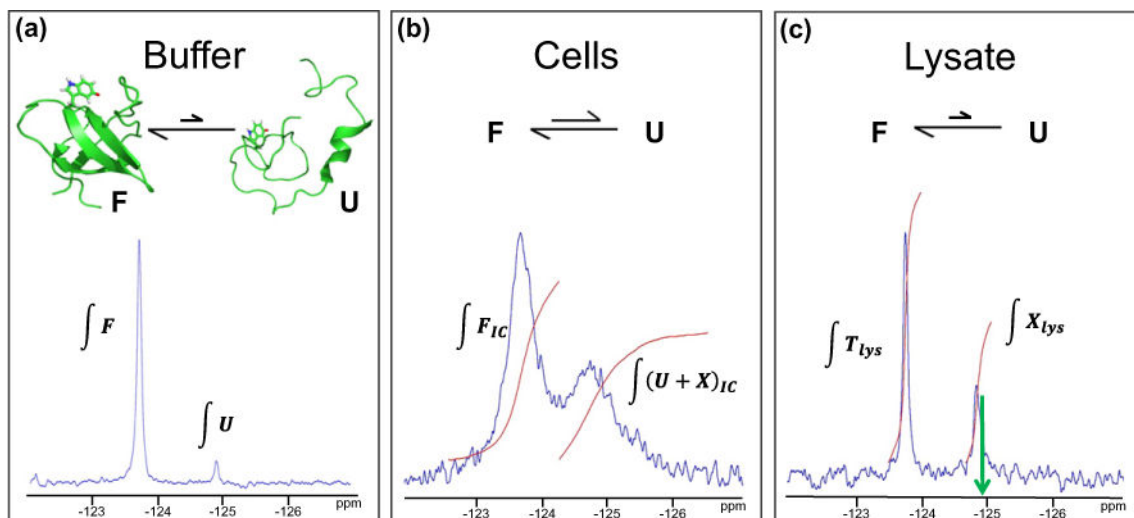 (a)
Buffer
F
U
∫ F
∫ U
-123 -124 -125 -126 ppm
(b)
Cells
F U
∫ F_IC
∫ (U + X)_IC
-123 -124 -125 -126 ppm
(c)
Lysate
F U
∫ T_lys
∫ X_lys
-123 -124 -125 -126 ppm